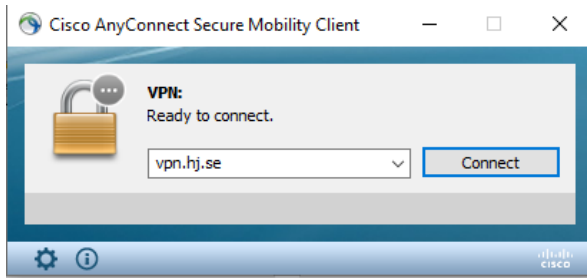 Cisco AnyConnect Secure Mobility Client
VPN:
Ready to connect.
vpn.hj.se
Connect
cisco